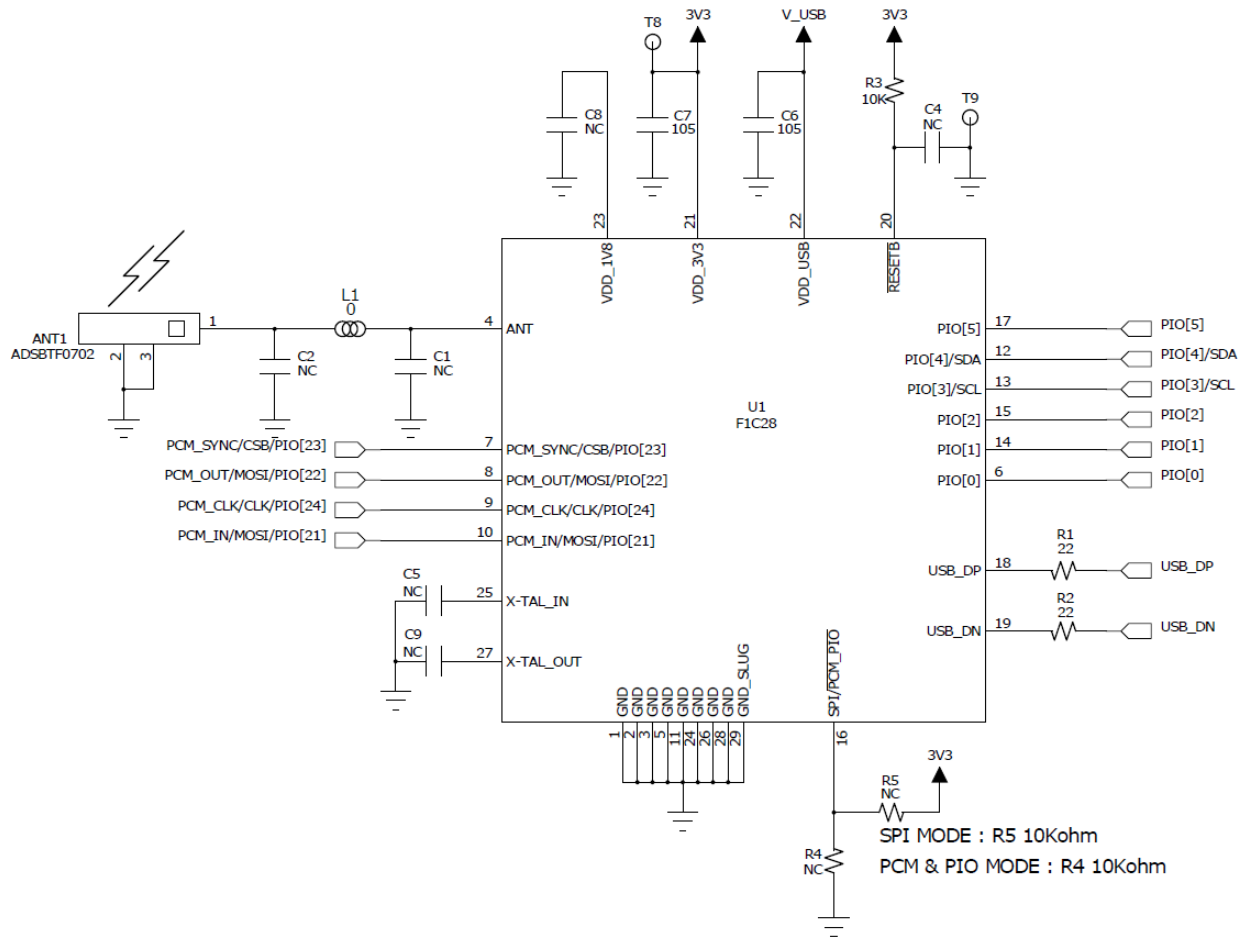 3V3
V_USB
3V3
T8
R3
10K
C4
NC
T9
C8
NC
C7
105
C6
105
23
21
22
20
VDD_1V8
VDD_3V3
VDD_USB
RESETB
L1
0
1
4
ANT
ANT1
ADSBTF0702
2
3
C2
NC
C1
NC
U1
F1C28
PIO[5]
17
PIO[5]
PIO[4]/SDA
12
PIO[4]/SDA
PIO[3]/SCL
13
PIO[3]/SCL
PIO[2]
15
PIO[2]
PIO[1]
14
PIO[1]
PIO[0]
6
PIO[0]
PCM_SYNC/CSB/PIO[23]
7
PCM_SYNC/CSB/PIO[23]
PCM_OUT/MOSI/PIO[22]
8
PCM_OUT/MOSI/PIO[22]
PCM_CLK/CLK/PIO[24]
9
PCM_CLK/CLK/PIO[24]
PCM_IN/MOSI/PIO[21]
10
PCM_IN/MOSI/PIO[21]
R1
22
USB_DP
18
USB_DP
R2
22
USB_DN
19
USB_DN
C5
NC
25
X-TAL_IN
C9
NC
27
X-TAL_OUT
GND
GND
GND
GND
GND
GND
GND
GND
GND_SLUG
SPI/PCM_PIO
1
2
3
5
11
24
26
28
29
16
3V3
R5
NC
R4
NC
SPI MODE : R5 10Kohm
PCM & PIO MODE : R4 10Kohm